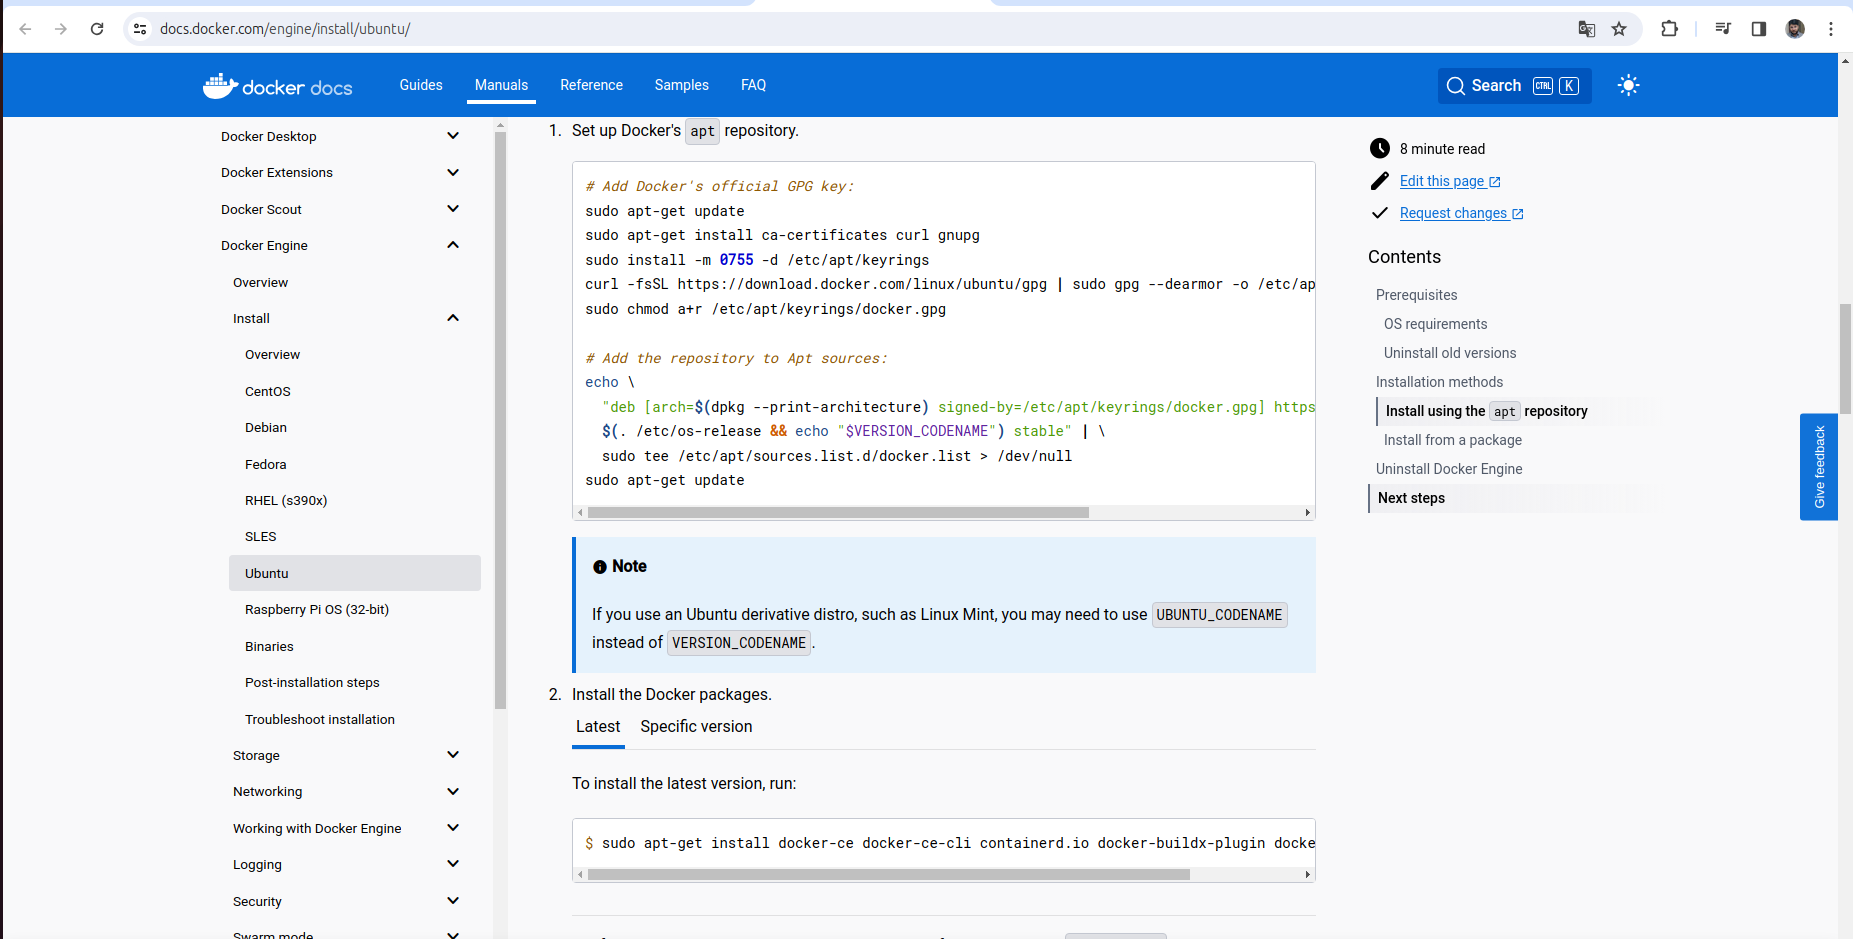 docs.docker.com/engine/install/ubuntu/
docker docs
Guides
Manuals
Reference
Samples
FAQ
Search
CTRL
K
Docker Desktop
Docker Extensions
Docker Scout
Docker Engine
Overview
Install
Overview
CentOS
Debian
Fedora
RHEL (s390x)
SLES
Ubuntu
Raspberry Pi OS (32-bit)
Binaries
Post-installation steps
Troubleshoot installation
Storage
Networking
Working with Docker Engine
Logging
Security
Swarm mode
1. Set up Docker's apt repository.
# Add Docker's official GPG key:
sudo apt-get update
sudo apt-get install ca-certificates curl gnupg
sudo install -m 0755 -d /etc/apt/keyrings
curl -fsSL https://download.docker.com/linux/ubuntu/gpg | sudo gpg --dearmor -o /etc/ap
sudo chmod a+r /etc/apt/keyrings/docker.gpg
# Add the repository to Apt sources:
echo \
"deb [arch=$(dpkg --print-architecture) signed-by=/etc/apt/keyrings/docker.gpg] https
$(. /etc/os-release && echo "$VERSION_CODENAME") stable" | \
sudo tee /etc/apt/sources.list.d/docker.list > /dev/null
sudo apt-get update
Note
If you use an Ubuntu derivative distro, such as Linux Mint, you may need to use UBUNTU_CODENAME
instead of VERSION_CODENAME.
2. Install the Docker packages.
Latest
Specific version
To install the latest version, run:
$ sudo apt-get install docker-ce docker-ce-cli containerd.io docker-buildx-plugin docke
8 minute read
Edit this page
Request changes
Contents
Prerequisites
OS requirements
Uninstall old versions
Installation methods
Install using the apt repository
Install from a package
Uninstall Docker Engine
Next steps
Give feedback